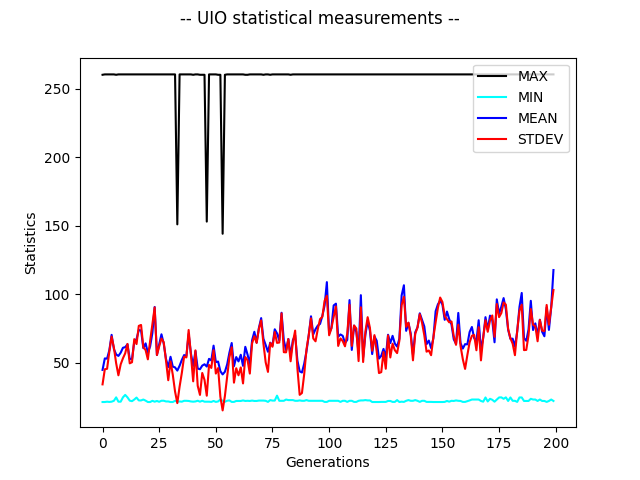 -- UIO statistical measurements --
250
200
150
100
50
Statistics
MAX
MIN
MEAN
STDEV
0 25 50 75 100 125 150 175 200
Generations